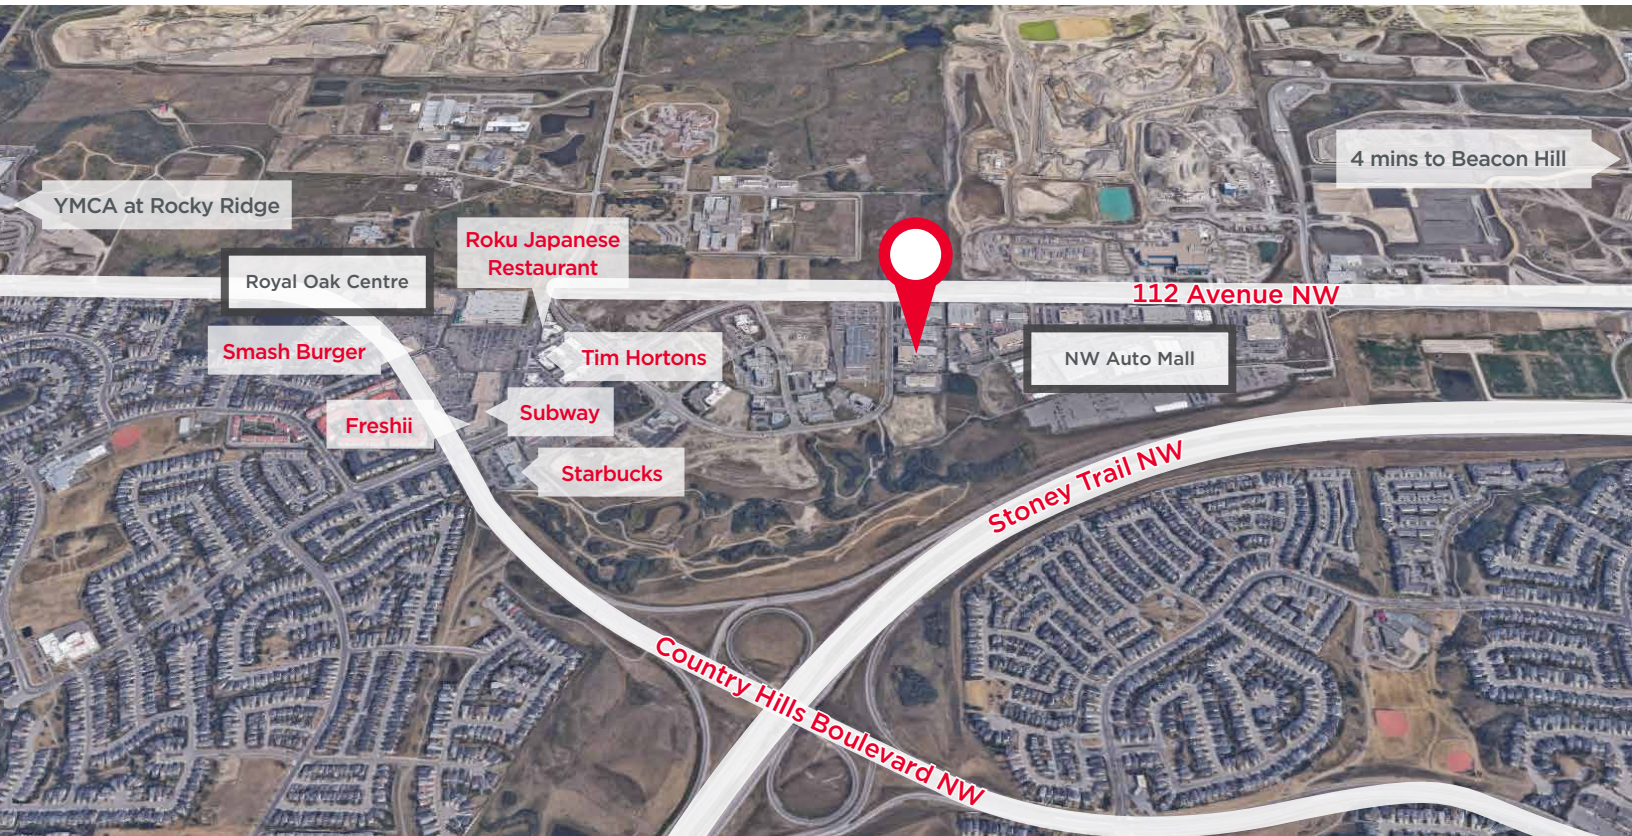 4 mins to Beacon Hill
YMCA at Rocky Ridge
Roku Japanese
Restaurant
Royal Oak Centre
112 Avenue NW
Smash Burger
Tim Hortons
NW Auto Mall
Subway
Freshii
Starbucks
Stoney Trail NW
Country Hills Boulevard NW